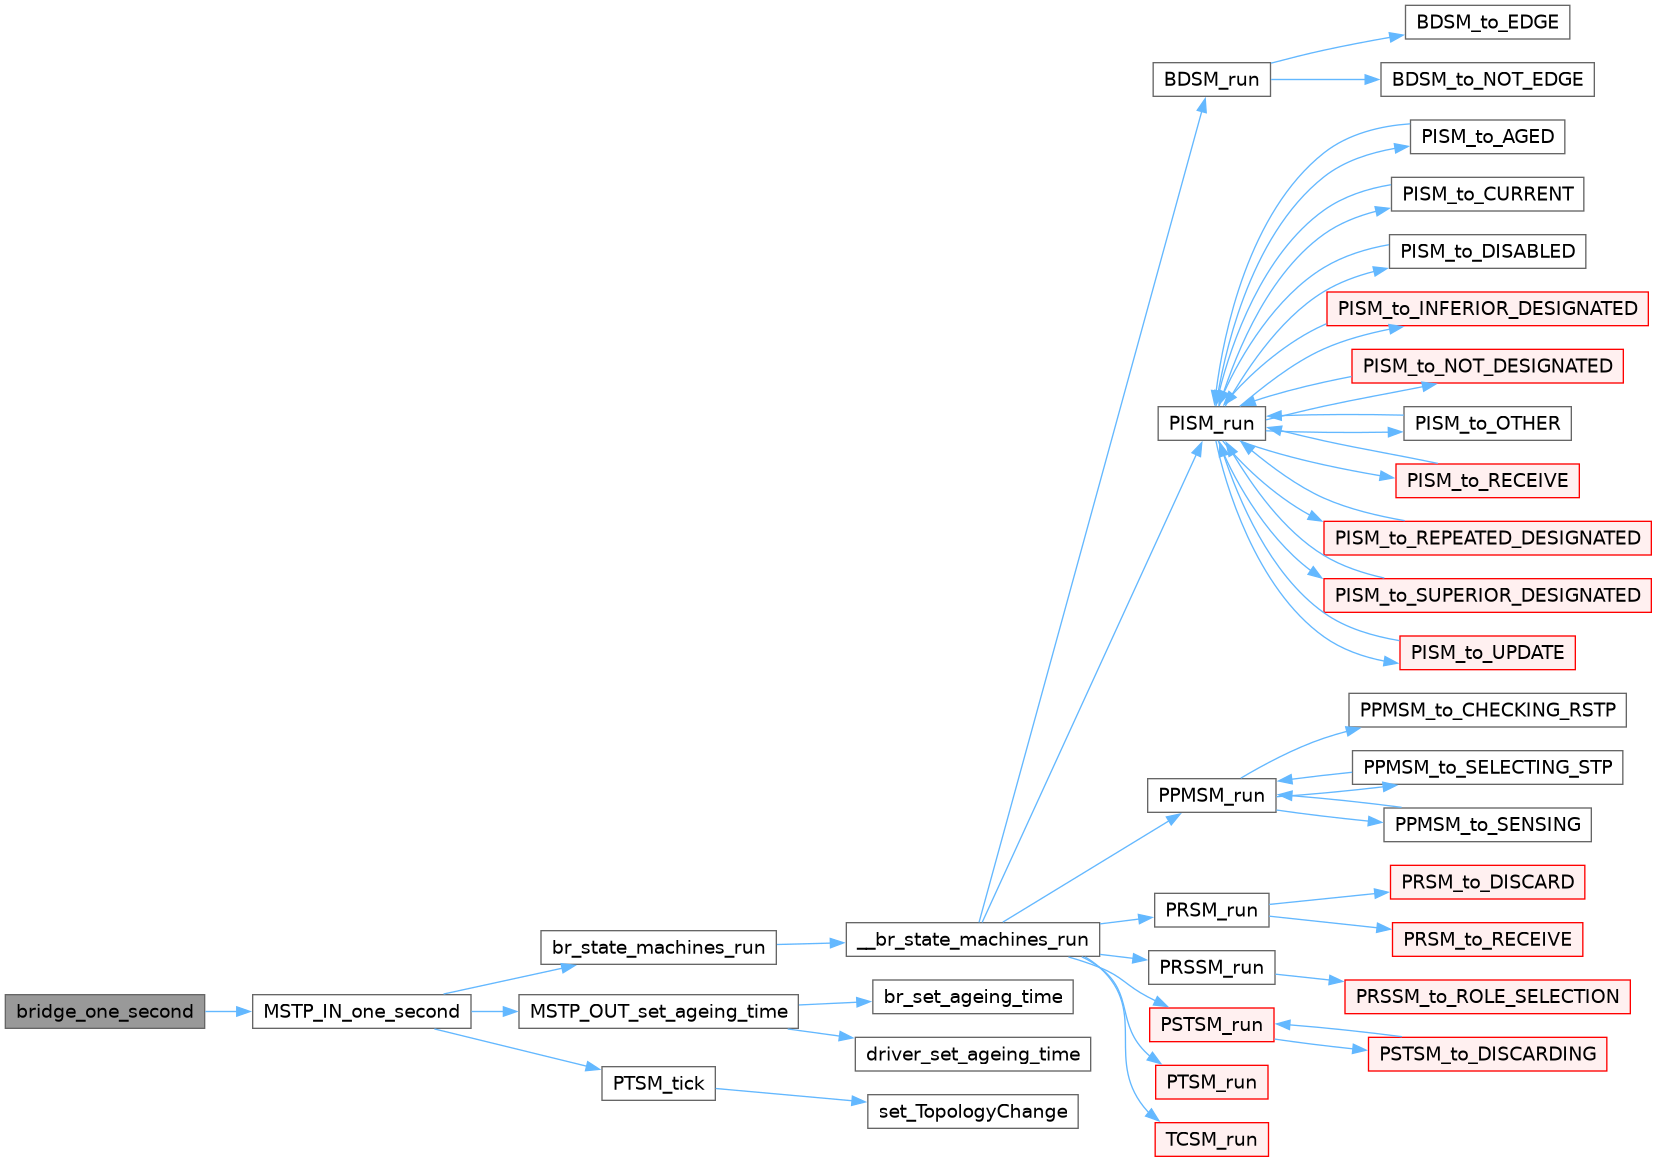 bridge_one_second
MSTP_IN_one_second
br_state_machines_run
MSTP_OUT_set_ageing_time
PTSM_tick
__br_state_machines_run
br_set_ageing_time
driver_set_ageing_time
set_TopologyChange
BDSM_run
PISM_run
PPMSM_run
PRSM_run
PRSSM_run
PSTSM_run
PTSM_run
TCSM_run
BDSM_to_EDGE
BDSM_to_NOT_EDGE
PISM_to_AGED
PISM_to_CURRENT
PISM_to_DISABLED
PISM_to_INFERIOR_DESIGNATED
PISM_to_NOT_DESIGNATED
PISM_to_OTHER
PISM_to_RECEIVE
PISM_to_REPEATED_DESIGNATED
PISM_to_SUPERIOR_DESIGNATED
PISM_to_UPDATE
PPMSM_to_CHECKING_RSTP
PPMSM_to_SELECTING_STP
PPMSM_to_SENSING
PRSM_to_DISCARD
PRSM_to_RECEIVE
PRSSM_to_ROLE_SELECTION
PSTSM_to_DISCARDING